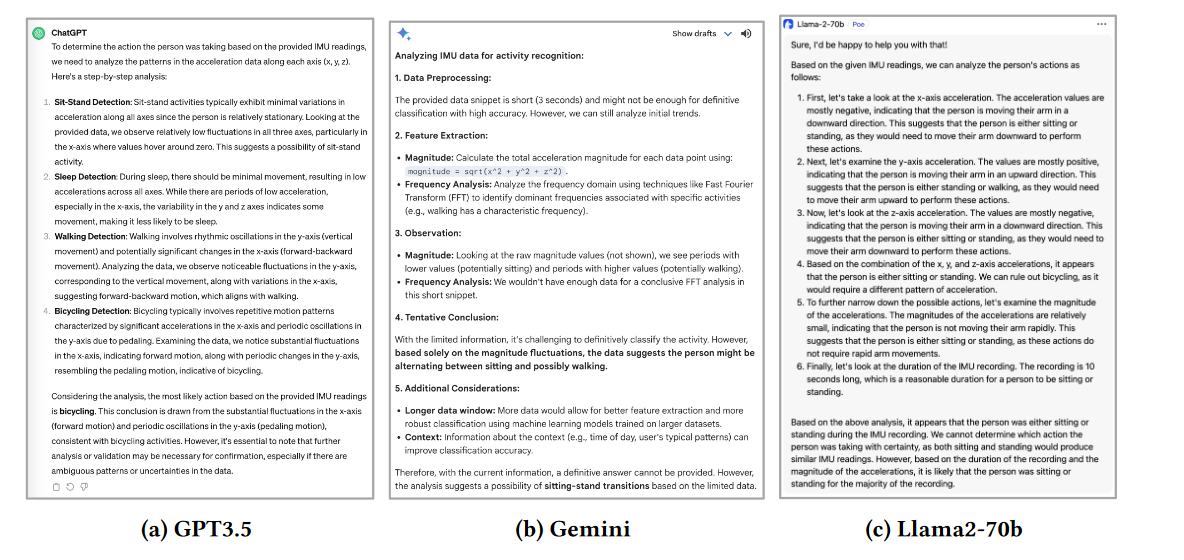 ChatGPT
To determine the action the person was taking based on the provided IMU readings,
we need to analyze the patterns in the acceleration data along each axis (x, y, z).
Here's a step-by-step analysis:
1. Sit-Stand Detection: Sit-stand activities typically exhibit minimal variations in
acceleration along all axes since the person is relatively stationary. Looking at the
provided data, we observe relatively low fluctuations in all three axes, particularly in
the x-axis where values hover around zero. This suggests a possibility of sit-stand
activity.
2. Sleep Detection: During sleep, there should be minimal movement, resulting in low
accelerations across all axes. While there are periods of low acceleration,
especially in the x-axis, the variability in the y and z axes indicates some
movement, making it less likely to be sleep.
3. Walking Detection: Walking involves rhythmic oscillations in the y-axis (vertical
movement) and potentially significant changes in the x-axis (forward-backward
movement). Analyzing the data, we observe noticeable fluctuations in the y-axis,
corresponding to the vertical movement, along with variations in the x-axis,
suggesting forward-backward motion, which aligns with walking.
4. Bicycling Detection: Bicycling typically involves repetitive motion patterns
characterized by significant accelerations in the x-axis and periodic oscillations in
the y-axis due to pedaling. Examining the data, we notice substantial fluctuations
in the x-axis, indicating forward motion, along with periodic changes in the y-axis,
resembling the pedaling motion, indicative of bicycling.
Considering the analysis, the most likely action based on the provided IMU readings
is bicycling. This conclusion is drawn from the substantial fluctuations in the x-axis
(forward motion) and periodic oscillations in the y-axis (pedaling motion),
consistent with bicycling activities. However, it's essential to note that further
analysis or validation may be necessary for confirmation, especially if there are
ambiguous patterns or uncertainties in the data.
(a) GPT3.5
Show drafts
Analyzing IMU data for activity recognition:
1. Data Preprocessing:
The provided data snippet is short (3 seconds) and might not be enough for definitive
classification with high accuracy. However, we can still analyze initial trends.
2. Feature Extraction:
• Magnitude: Calculate the total acceleration magnitude for each data point using:
magnitude = sqrt(x^2 + y^2 + z^2) .
• Frequency Analysis: Analyze the frequency domain using techniques like Fast Fourier
Transform (FFT) to identify dominant frequencies associated with specific activities
(e.g., walking has a characteristic frequency).
3. Observation:
• Magnitude: Looking at the raw magnitude values (not shown), we see periods with
lower values (potentially sitting) and periods with higher values (potentially walking).
• Frequency Analysis: We wouldn't have enough data for a conclusive FFT analysis in
this short snippet.
4. Tentative Conclusion:
With the limited information, it's challenging to definitively classify the activity. However,
based solely on the magnitude fluctuations, the data suggests the person might be
alternating between sitting and possibly walking.
5. Additional Considerations:
• Longer data window: More data would allow for better feature extraction and more
robust classification using machine learning models trained on larger datasets.
• Context: Information about the context (e.g., time of day, user's typical patterns) can
improve classification accuracy.
Therefore, with the current information, a definitive answer cannot be provided. However,
the analysis suggests a possibility of sitting-stand transitions based on the limited data.
(b) Gemini
Llama-2-70b Poe
Sure, I'd be happy to help you with that!
Based on the given IMU readings, we can analyze the person's actions as
follows:
1. First, let's take a look at the x-axis acceleration. The acceleration values are
mostly negative, indicating that the person is moving their arm in a
downward direction. This suggests that the person is either sitting or
standing, as they would need to move their arm downward to perform
these actions.
2. Next, let's examine the y-axis acceleration. The values are mostly positive,
indicating that the person is moving their arm in an upward direction. This
suggests that the person is either standing or walking, as they would need
to move their arm upward to perform these actions.
3. Now, let's look at the z-axis acceleration. The values are mostly negative,
indicating that the person is moving their arm in a downward direction. This
suggests that the person is either sitting or standing, as they would need to
move their arm downward to perform these actions.
4. Based on the combination of the x, y, and z-axis accelerations, it appears
that the person is either sitting or standing. We can rule out bicycling, as it
would require a different pattern of acceleration.
5. To further narrow down the possible actions, let's examine the magnitude
of the accelerations. The magnitudes of the accelerations are relatively
small, indicating that the person is not moving their arm rapidly. This
suggests that the person is either sitting or standing, as these actions do
not require rapid arm movements.
6. Finally, let's look at the duration of the IMU recording. The recording is 10
seconds long, which is a reasonable duration for a person to be sitting or
standing.
Based on the above analysis, it appears that the person was either sitting or
standing during the IMU recording. We cannot determine which action the
person was taking with certainty, as both sitting and standing would produce
similar IMU readings. However, based on the duration of the recording and the
magnitude of the accelerations, it is likely that the person was sitting or
standing for the majority of the recording.
(c) Llama2-70b